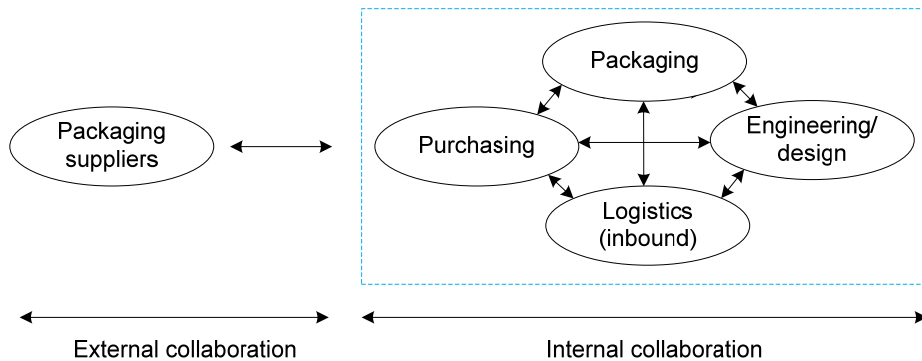 Packaging
Packaging
suppliers
Purchasing
Engineering/
design
Logistics
(inbound)
External collaboration
Internal collaboration